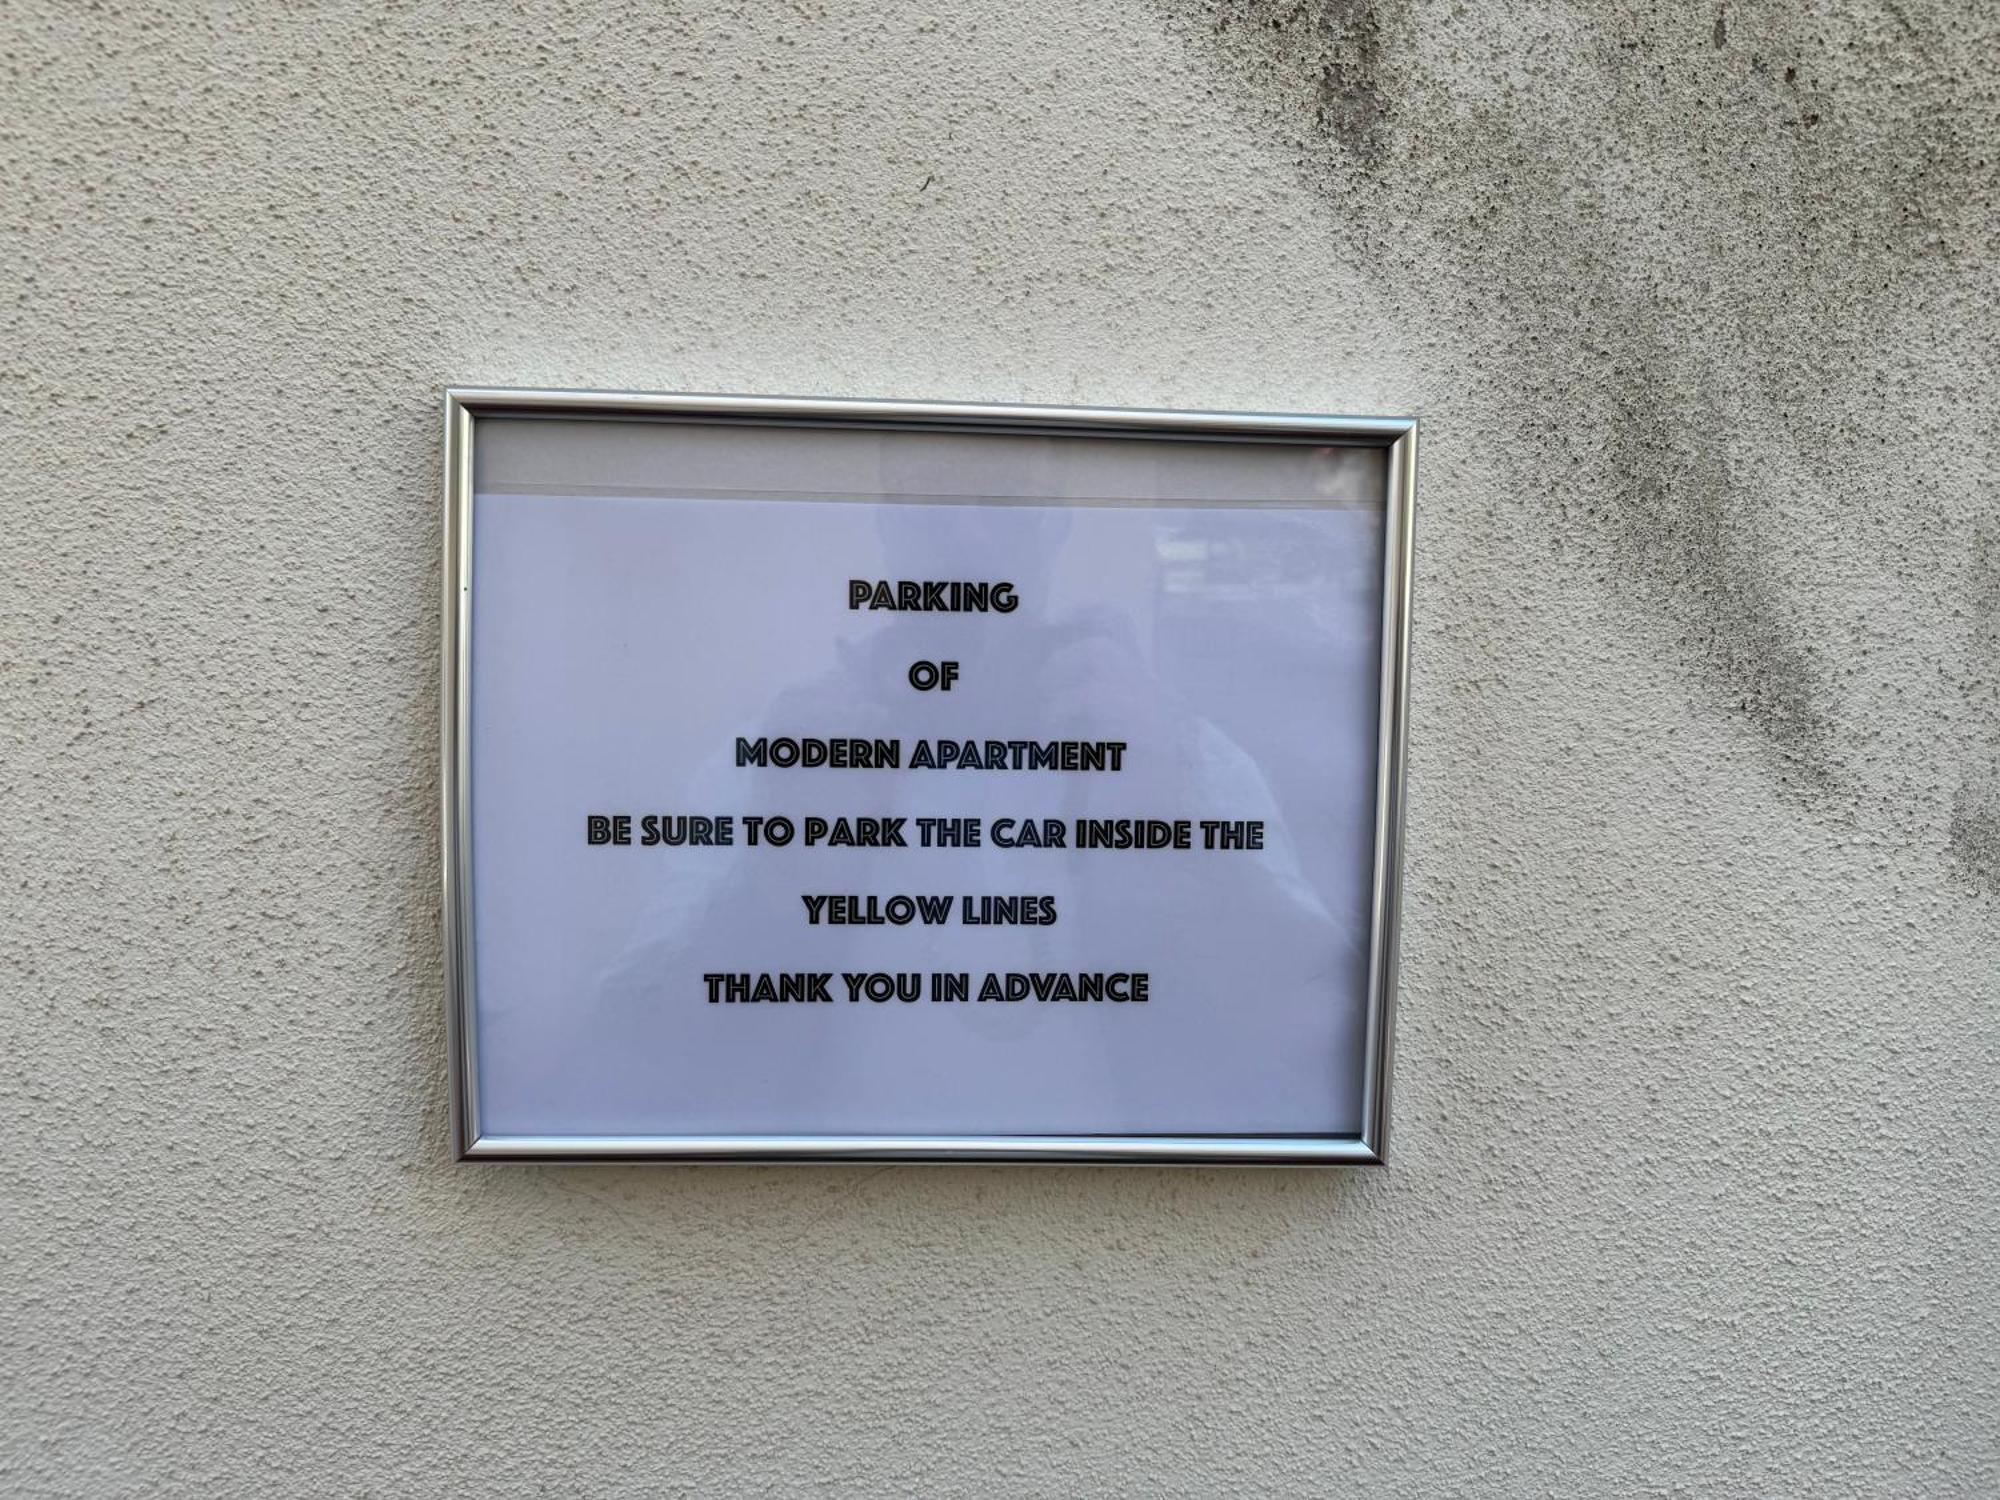 PARKING
OF
MODERN APARTMENT
BE SURE TO PARK THE CAR INSIDE THE
YELLOW LINES
THANK YOU IN ADVANCE